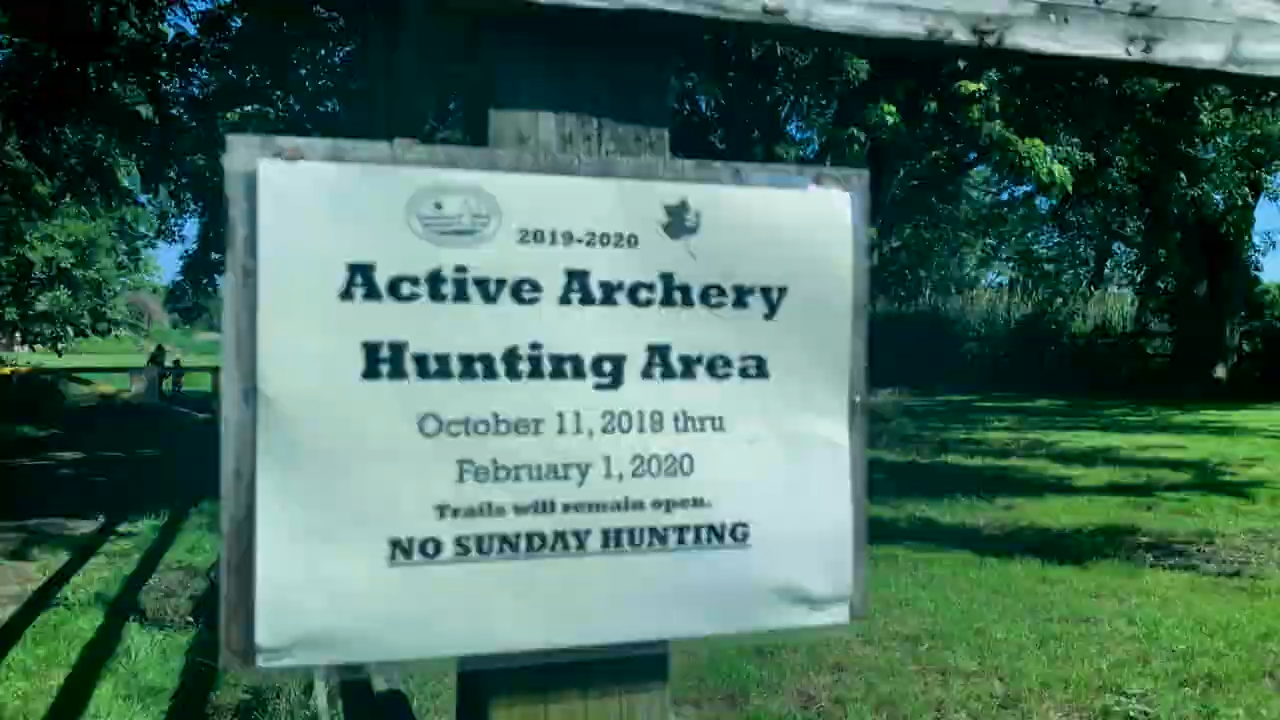 2019-2020
Active Archery
Hunting Area
October 11, 2019 thru
February 1, 2020
Trails will remain open.
NO SUNDAY HUNTING